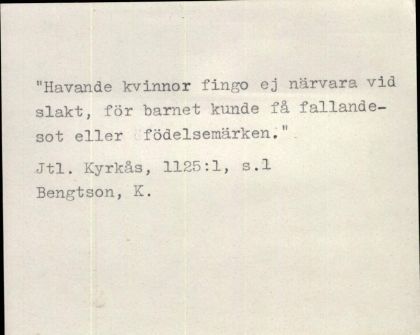 "Havande kvinnor fingo ej närvara vid
slakt, för barnet kunde få fallande-
sot eller födelsemärken."
Jtl. Kyrkås, 1125:1, s.1
Bengtson, K.